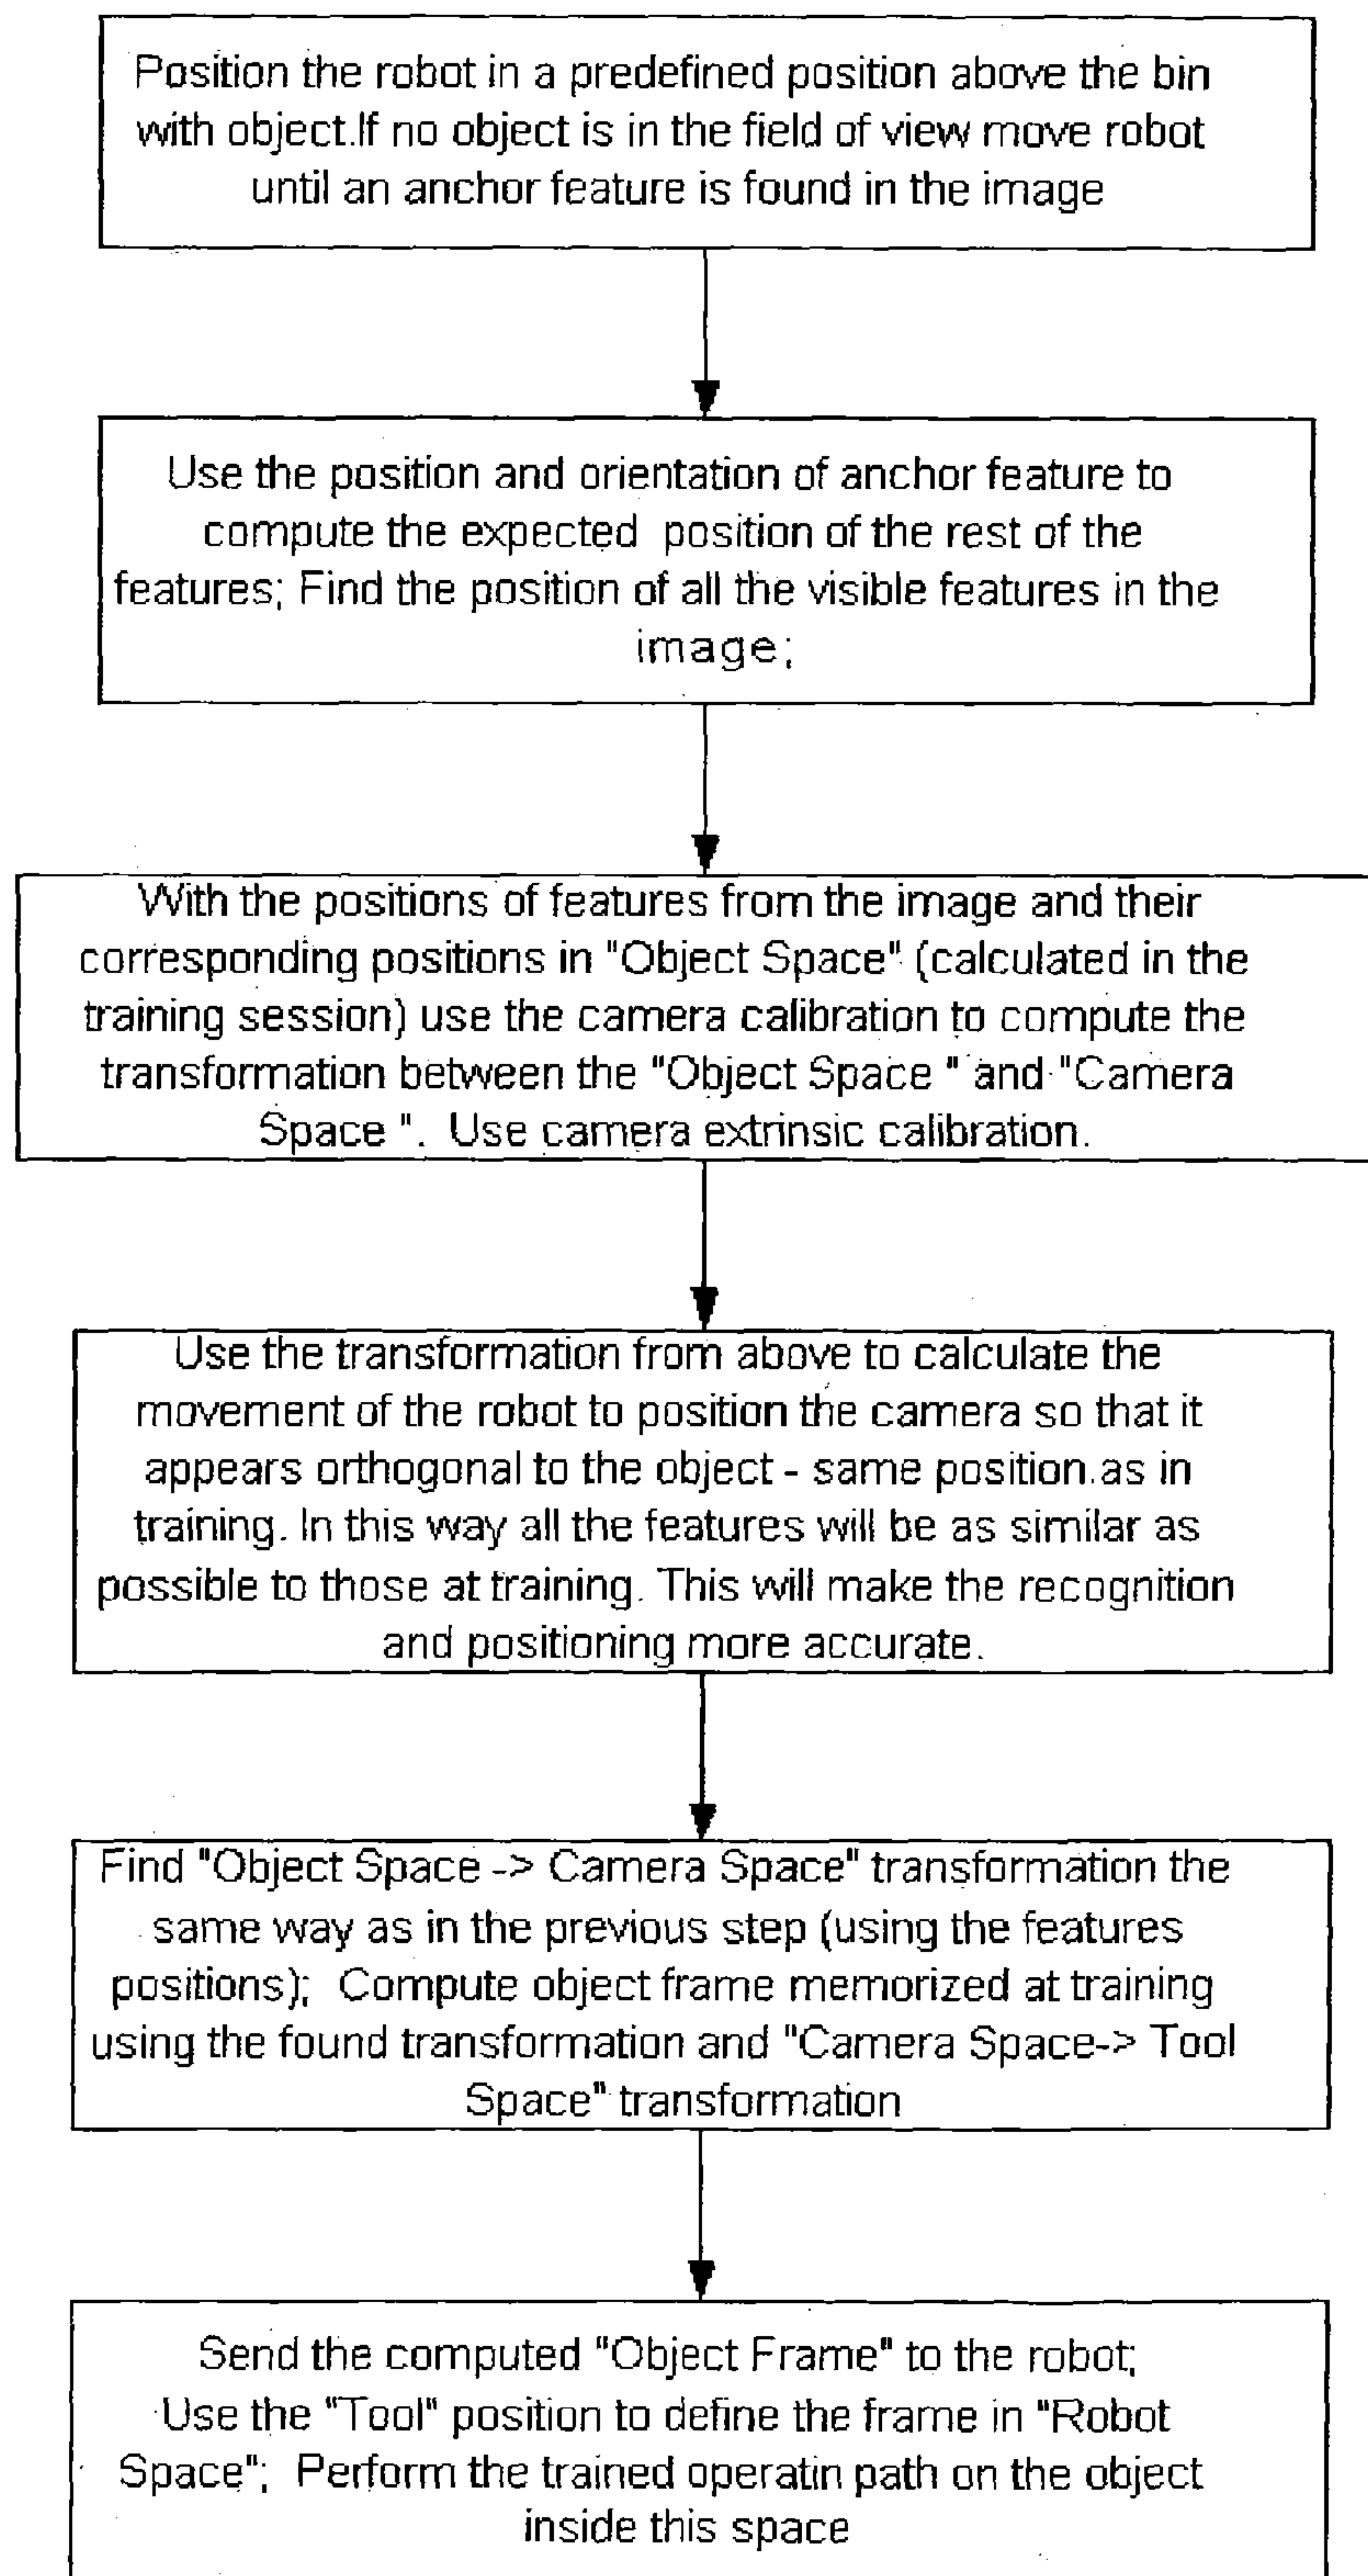 Position the robot in a predefined position above the bin
with object.If no object is in the field of view move robot
until an anchor feature is found in the image
Use the position and orientation of anchor feature to
compute the expected position of the rest of the
features; Find the position of all the visible features in the
image;
With the positions of features from the image and their
corresponding positions in "Object Space" (calculated in the
training session) use the camera calibration to compute the
transformation between the "Object Space " and "Camera
Space ". Use camera extrinsic calibration.
Use the transformation from above to calculate the
movement of the robot to position the camera so that it
appears orthogonal to the object - same position as in
training. In this way all the features will be as similar as
possible to those at training. This will make the recognition
and positioning more accurate.
Find "Object Space -> Camera Space" transformation the
same way as in the previous step (using the features
positions); Compute object frame memorized at training
using the found transformation and "Camera Space-> Tool
Space" transformation
Send the computed "Object Frame" to the robot;
Use the "Tool" position to define the frame in "Robot
Space"; Perform the trained operatin path on the object
inside this space